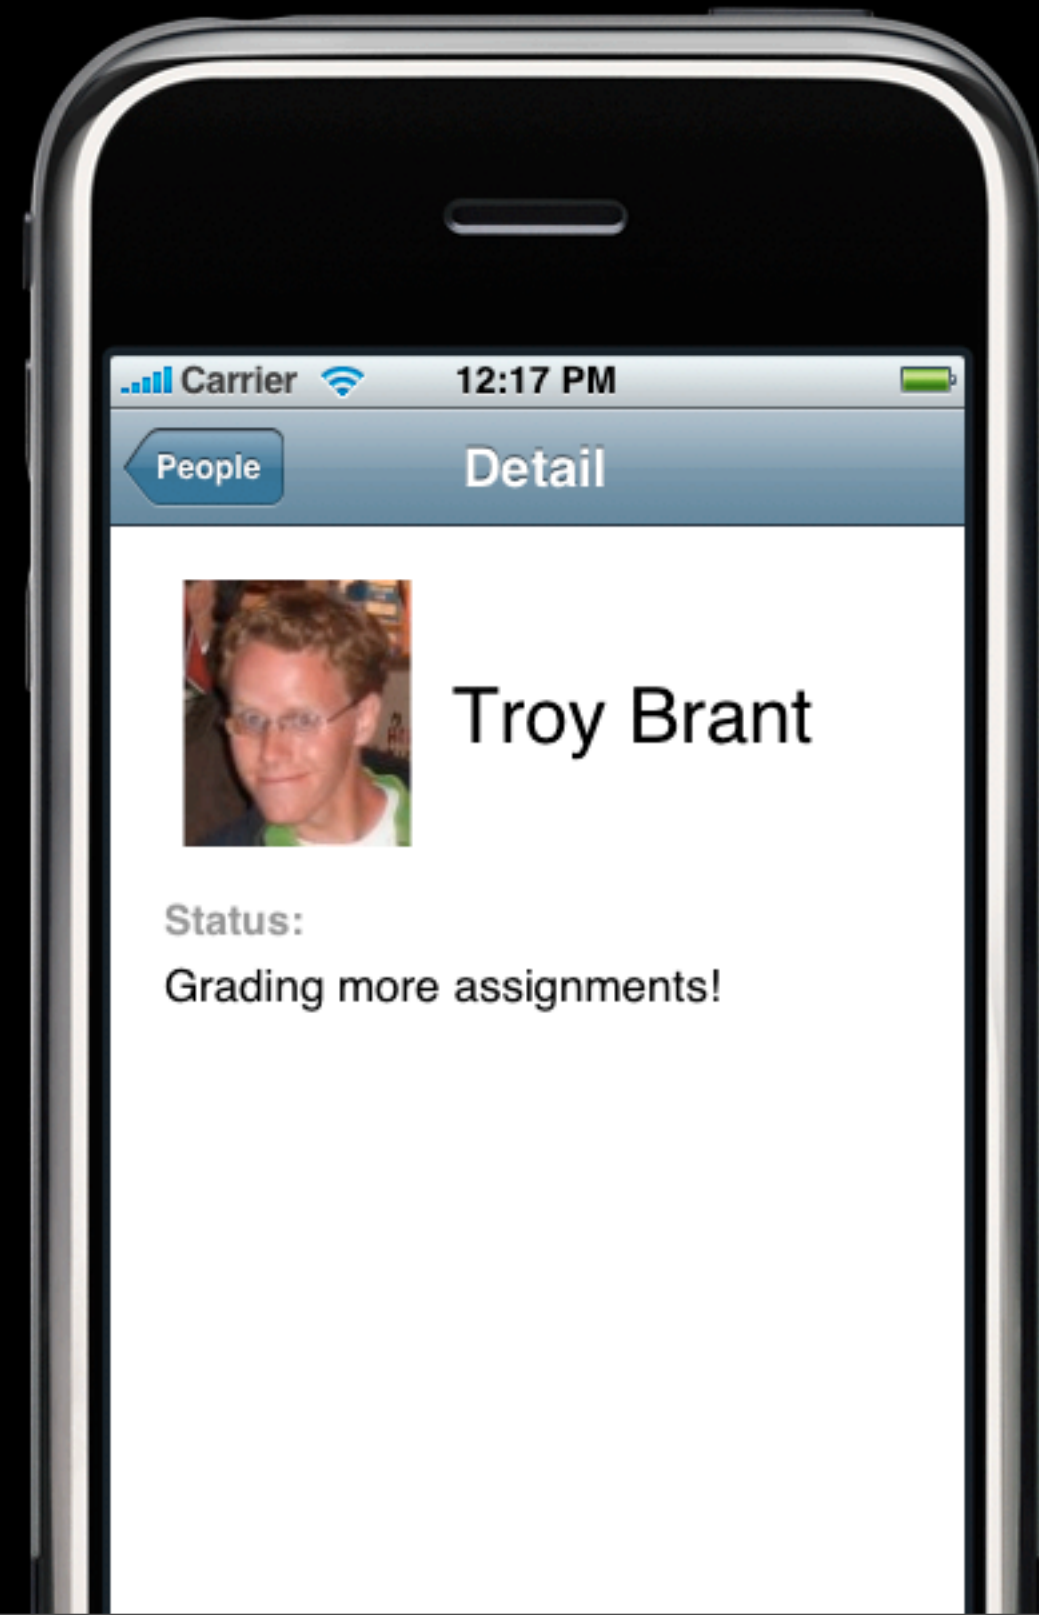 Carrier 12:17 PM
People Detail
Troy Brant
Status:
Grading more assignments!